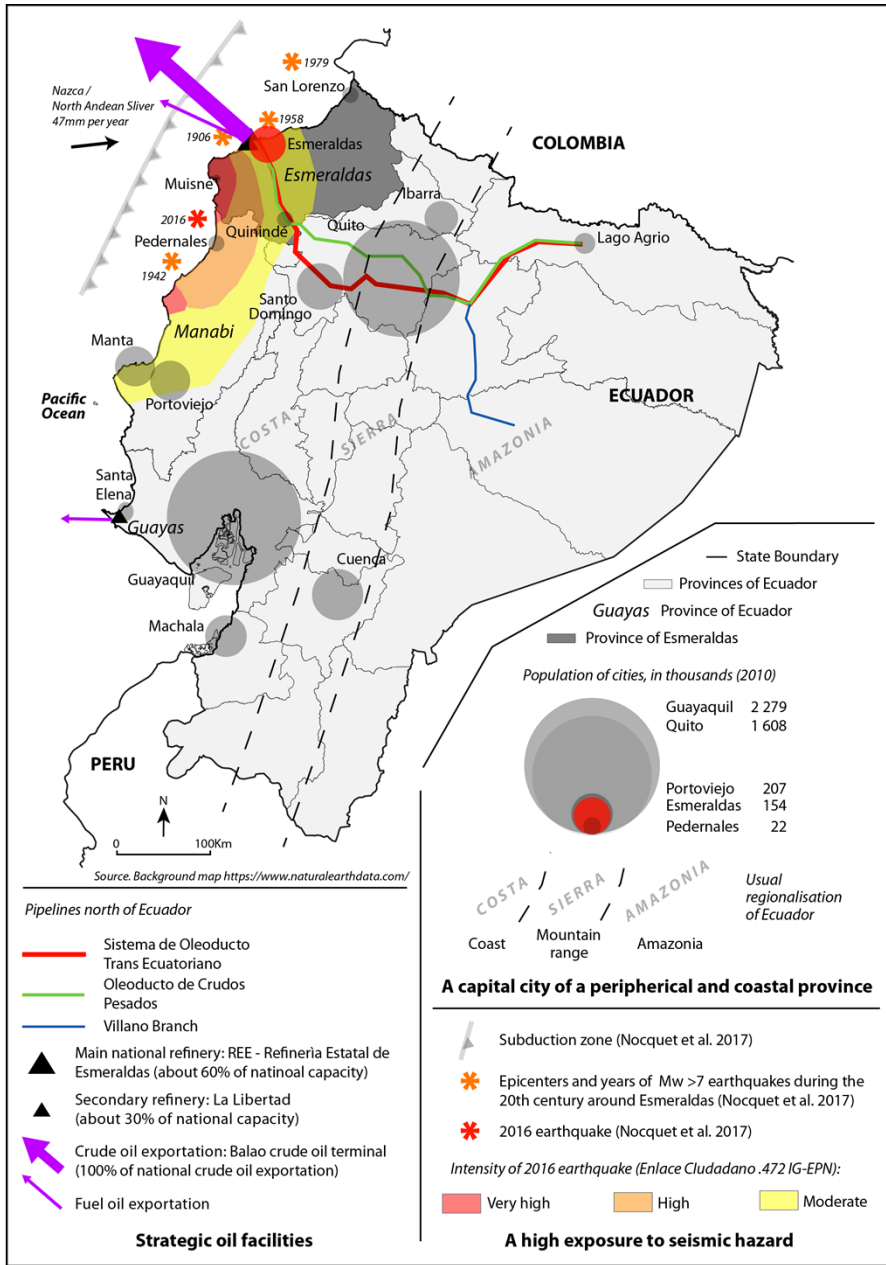 1979
San Lorenzo
Nazca /
North Andean Sliver
47mm per year
1958
1906
Esmeraldas
COLOMBIA
Esmeraldas
Muisne
Ibarra
2016
Quinindé
Quito
Pedernales
Lago Agrio
1942
Santo
Domingo
Manabi
Manta
ECUADOR
Pacific
Ocean
Portoviejo
COSTA
SIERRA
AMAZONIA
Santa
Elena
Guayas
Cuenca
Guayaquil
Machala
PERU
N
0
100Km
Source. Background map https://www.naturalearthdata.com/
State Boundary
Provinces of Ecuador
Guayas Province of Ecuador
Province of Esmeraldas
Population of cities, in thousands (2010)
Guayaquil 2 279
Quito 1 608
Portoviejo 207
Esmeraldas 154
Pedernales 22
COSTA
SIERRA
AMAZONIA
Usual
regionalisation
of Ecuador
Coast
Mountain
range
Amazonia
A capital city of a peripherical and coastal province
Pipelines north of Ecuador
Sistema de Oleoducto
Trans Ecuatoriano
Oleoducto de Crudos
Pesados
Villano Branch
Main national refinery: REE - Refinerìa Estatal de
Esmeraldas (about 60% of natinoal capacity)
Secondary refinery: La Libertad
(about 30% of national capacity)
Crude oil exportation: Balao crude oil terminal
(100% of national crude oil exportation)
Fuel oil exportation
Strategic oil facilities
Subduction zone (Nocquet et al. 2017)
Epicenters and years of Mw >7 earthquakes during the
20th century around Esmeraldas (Nocquet et al. 2017)
2016 earthquake (Nocquet et al. 2017)
Intensity of 2016 earthquake (Enlace Cludadano .472 IG-EPN):
Very high
High
Moderate
A high exposure to seismic hazard